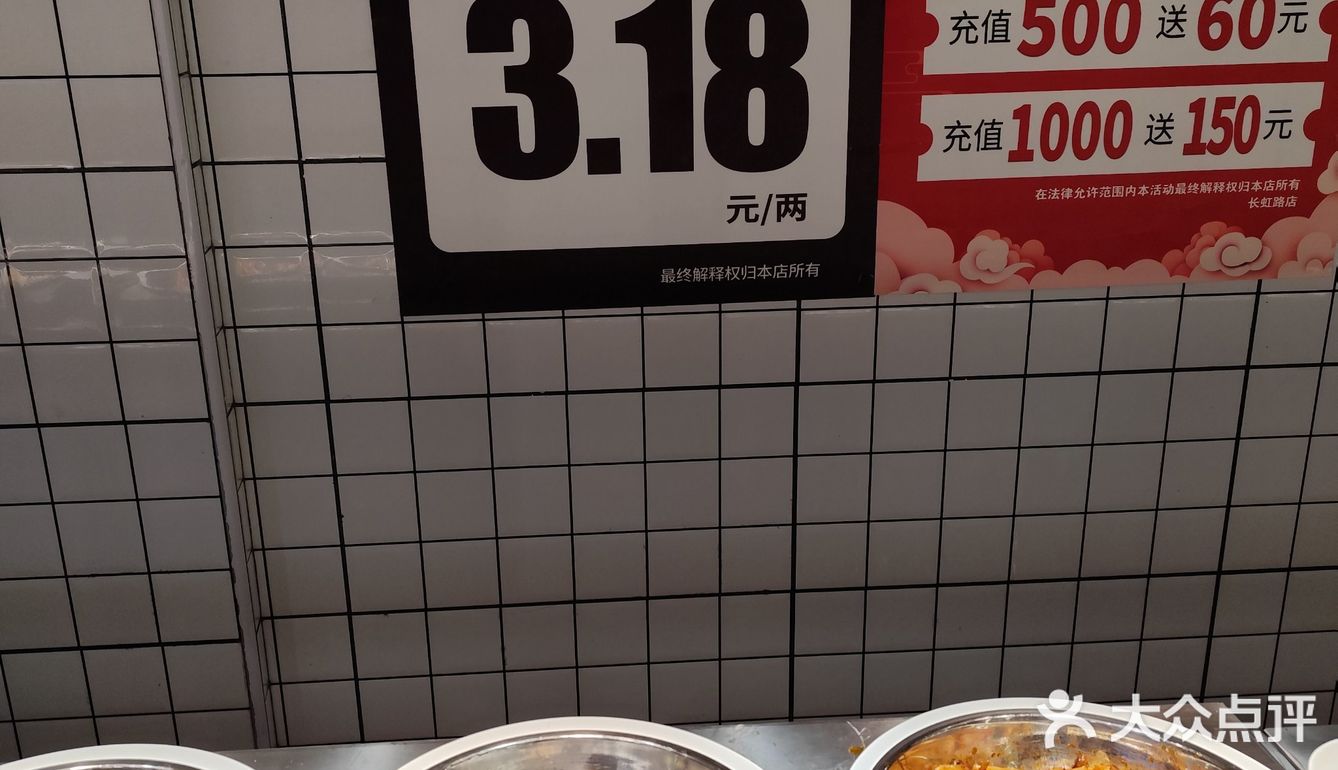 3.18
元/两
最终解释权归本店所有
充值500送60元
充值1000送150元
在法律允许范围内本活动最终解释权归本店所有
长虹路店
大众点评